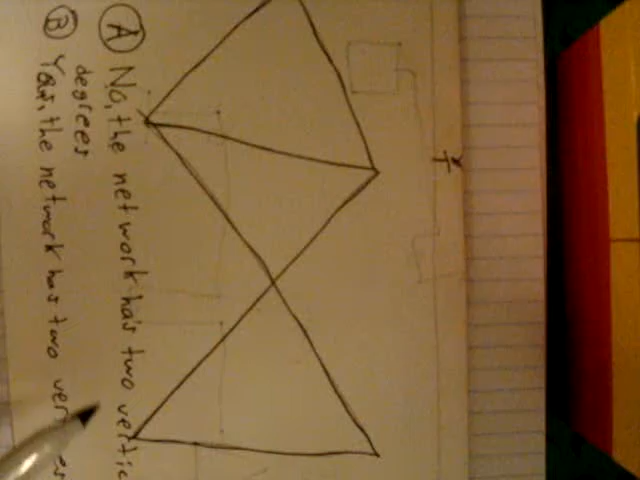 A No, the network has two vertic
degrees
B Yes, the network has two ver